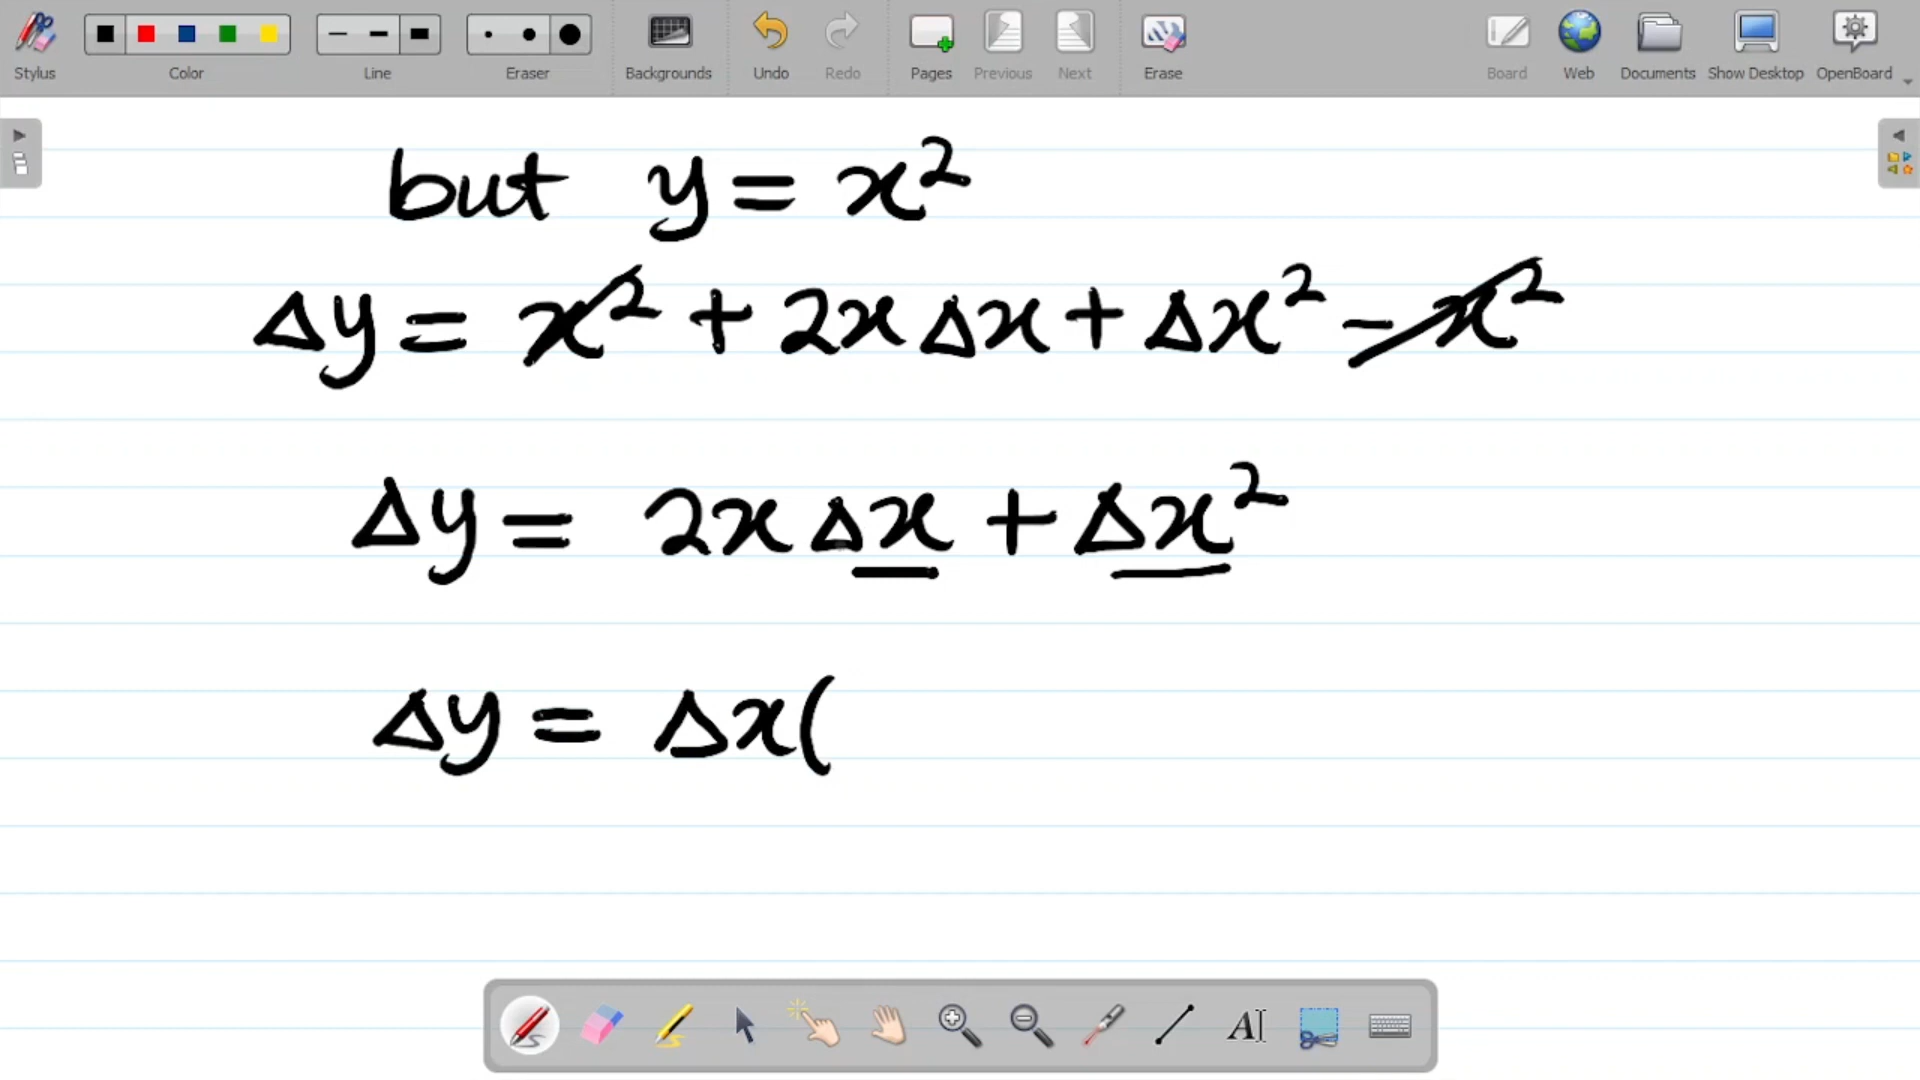 Stylus Color Line Eraser Backgrounds Undo Redo Pages Previous Next Erase Board Web Documents Show Desktop OpenBoard
but y = x²
Δy = x² + 2xΔx + Δx² - x²
Δy = 2xΔx + Δx²
Δy = Δx(
AI